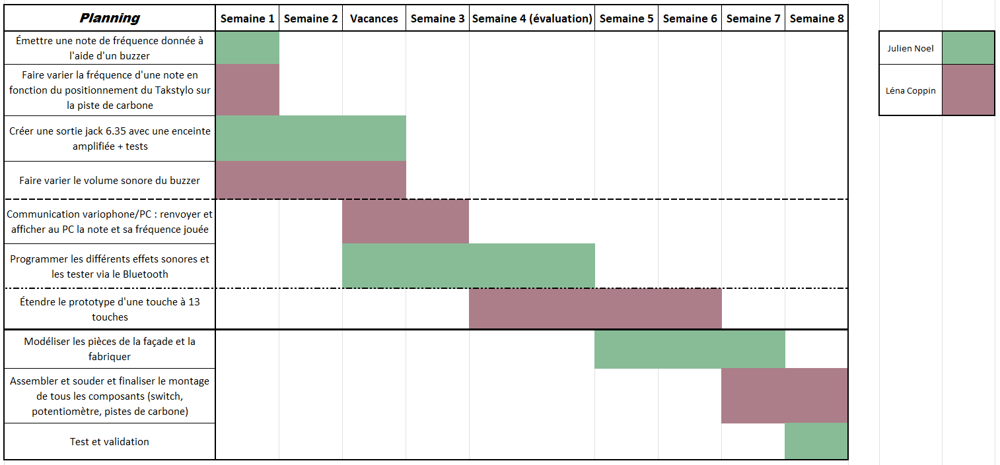 Planning
Semaine 1
Semaine 2
Vacances
Semaine 3
Semaine 4 (évaluation)
Semaine 5
Semaine 6
Semaine 7
Semaine 8
Émettre une note de fréquence donnée à
l'aide d'un buzzer
Faire varier la fréquence d'une note en
fonction du positionnement du Takstylo sur
la piste de carbone
Créer une sortie jack 6.35 avec une enceinte
amplifiée + tests
Faire varier le volume sonore du buzzer
Communication variophone/PC : renvoyer et
afficher au PC la note et sa fréquence jouée
Programmer les différents effets sonores et
les tester via le Bluetooth
Étendre le prototype d'une touche à 13
touches
Modéliser les pièces de la façade et la
fabriquer
Assembler et souder et finaliser le montage
de tous les composants (switch,
potentiomètre, pistes de carbone)
Test et validation
Julien Noel
Léna Coppin